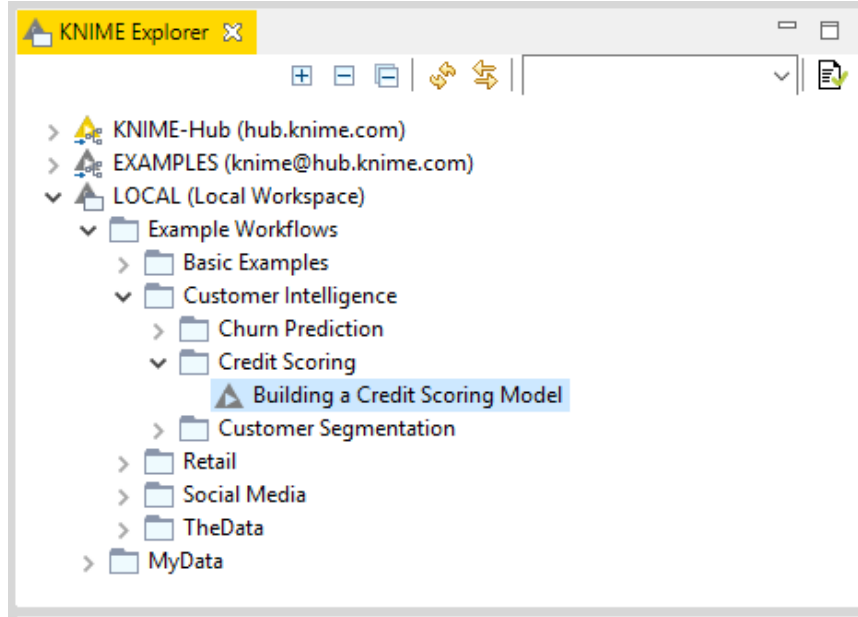 KNIME Explorer
KNIME-Hub (hub.knime.com)
EXAMPLES (knime@hub.knime.com)
LOCAL (Local Workspace)
Example Workflows
Basic Examples
Customer Intelligence
Churn Prediction
Credit Scoring
Building a Credit Scoring Model
Customer Segmentation
Retail
Social Media
TheData
MyData